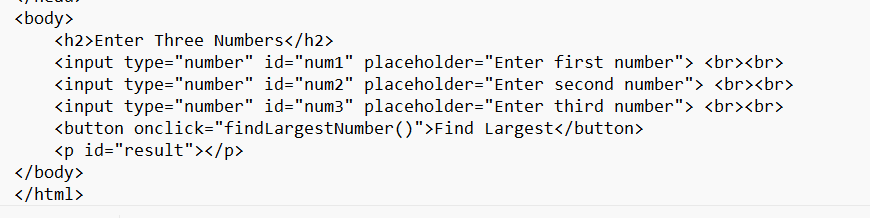 <body>
<h2>Enter Three Numbers</h2>
<input type="number" id="num1" placeholder="Enter first number"> <br><br>
<input type="number" id="num2" placeholder="Enter second number"> <br><br>
<input type="number" id="num3" placeholder="Enter third number"> <br><br>
<button onclick="findLargestNumber()">Find Largest</button>
<p id="result"></p>
</body>
</html>